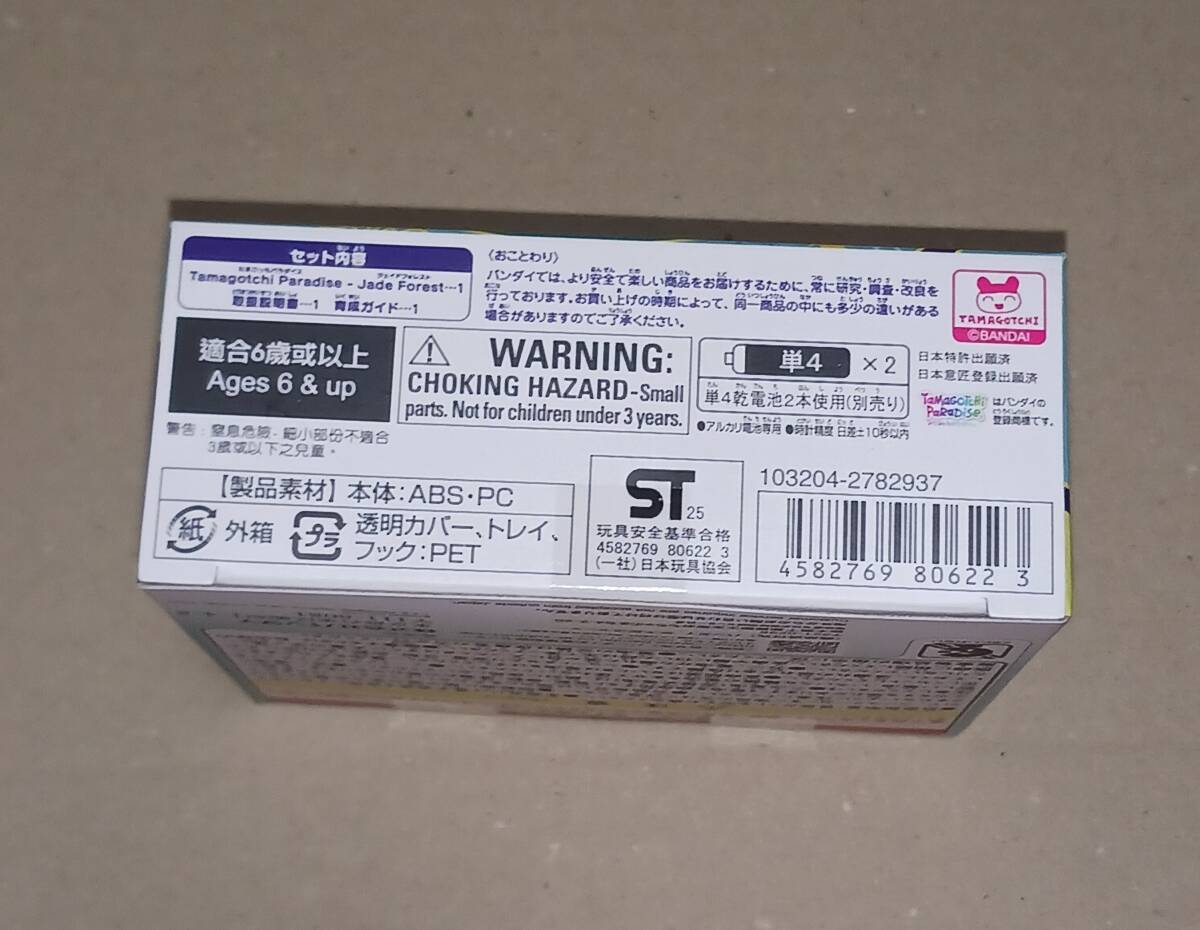 セット内容
Tamagotchi Paradise - Jade Forest…1
取扱説明書…1 育成ガイド…1
〈おことわり〉
バンダイでは、より安全で楽しい商品をお届けするために、常に研究・調査・改良を
行っております。お買い上げの時期によって、同一商品の中にも多少の違いがある
場合がありますのでご了承ください。
TAMAGOTCHI
©BANDAI
適合6歲或以上
Ages 6 & up
警告:窒息危險 - 細小部份不適合
3歲或以下之兒童。
WARNING:
CHOKING HAZARD-Small
parts. Not for children under 3 years.
単4 ×2
単4乾電池2本使用(別売り)
●アルカリ電池専用 ●時計精度 日差±10秒以内
日本特許出願済
日本意匠登録出願済
TAMAGOTCHI PARADISE はバンダイの
登録商標です。
【製品素材】本体:ABS・PC
紙 外箱
プラ 透明カバー、トレイ、
フック:PET
ST 25
玩具安全基準合格
4582769 80622 3
(一社)日本玩具協会
103204-2782937
4582769 80622 3